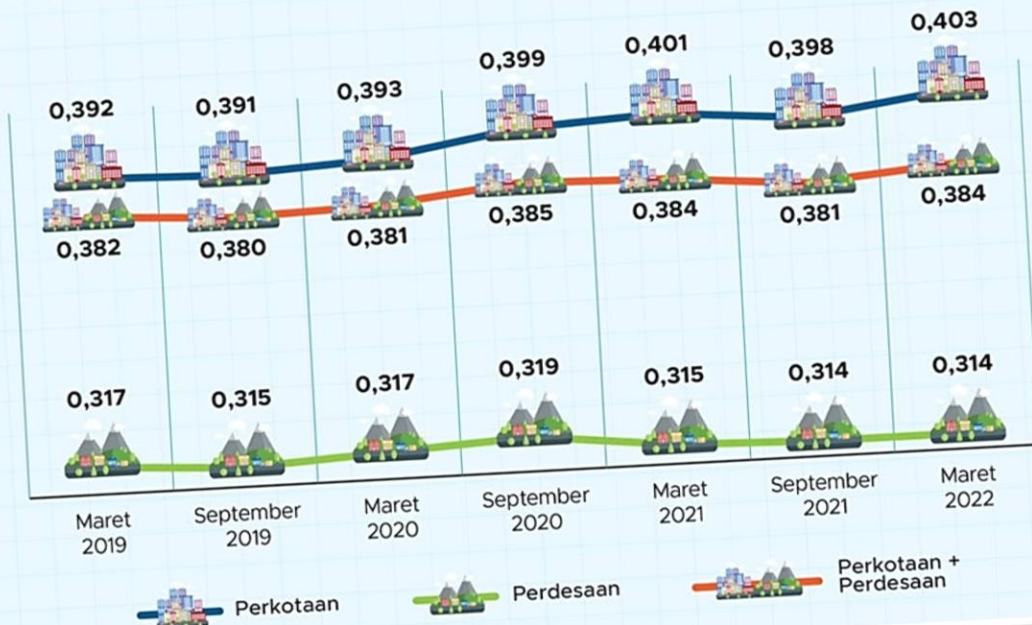 0,392
0,391
0,393
0,399
0,401
0,398
0,403
0,382
0,380
0,381
0,385
0,384
0,381
0,384
0,317
0,315
0,317
0,319
0,315
0,314
0,314
Maret
2019
September
2019
Maret
2020
September
2020
Maret
2021
September
2021
Maret
2022
Perkotaan
Perdesaan
Perkotaan +
Perdesaan